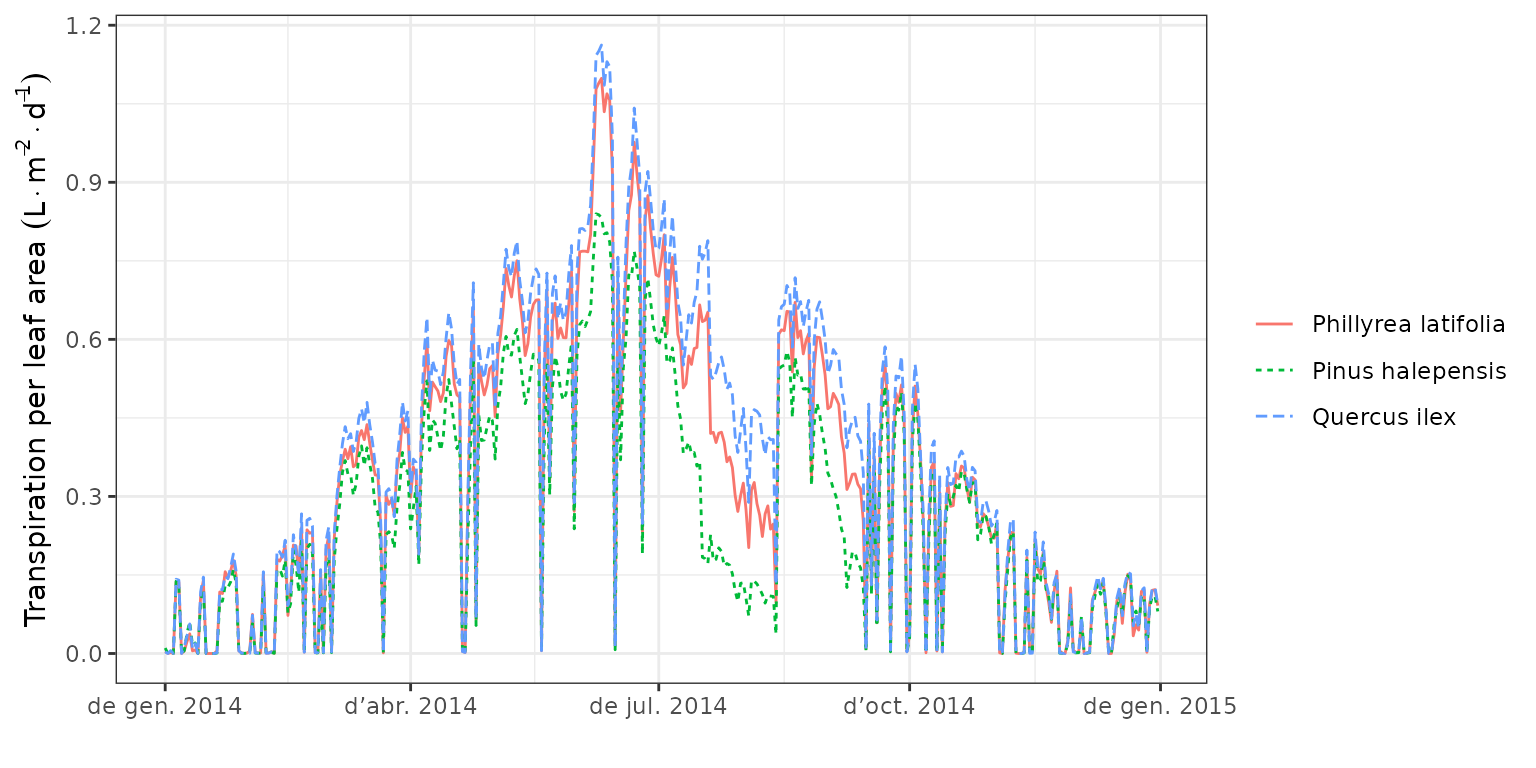 Transpiration per leaf area (L · m⁻² · d⁻¹)
1.2
0.9
0.6
0.3
0.0
de gen. 2014
d’abr. 2014
de jul. 2014
d’oct. 2014
de gen. 2015
Phillyrea latifolia
Pinus halepensis
Quercus ilex